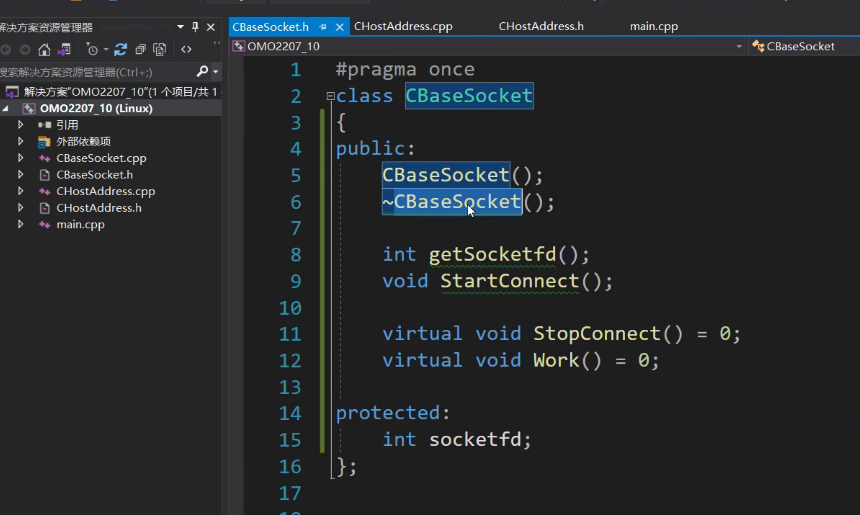 解决方案资源管理器
CBaseSocket.h
CHostAddress.cpp
CHostAddress.h
main.cpp
OMO2207_10
CBaseSocket
搜索解决方案资源管理器(Ctrl+;)
解决方案"OMO2207_10"(1 个项目/共 1
OMO2207_10 (Linux)
引用
外部依赖项
CBaseSocket.cpp
CBaseSocket.h
CHostAddress.cpp
CHostAddress.h
main.cpp
1 #pragma once
2 class CBaseSocket
3 {
4 public:
5 CBaseSocket();
6 ~CBaseSocket();
7
8 int getSocketfd();
9 void StartConnect();
10
11 virtual void StopConnect() = 0;
12 virtual void Work() = 0;
13
14 protected:
15 int socketfd;
16 };
17